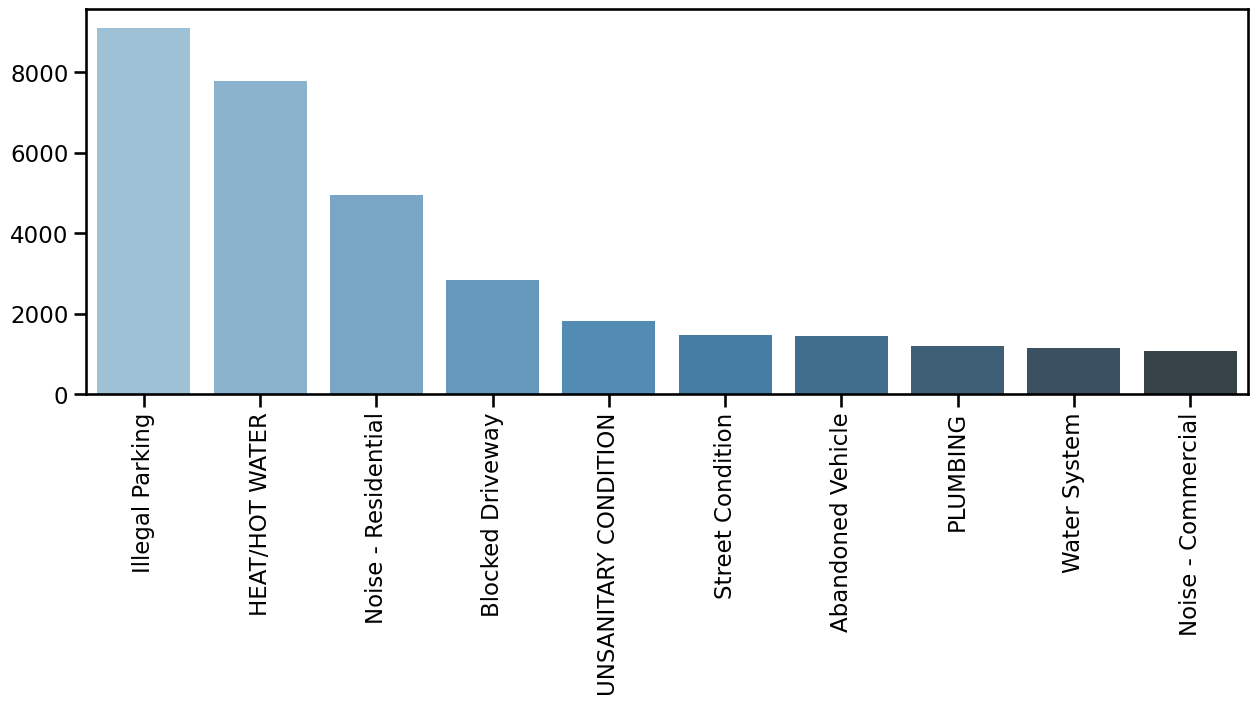 8000
6000
4000
2000
0
Illegal Parking
HEAT/HOT WATER
Noise - Residential
Blocked Driveway
UNSANITARY CONDITION
Street Condition
Abandoned Vehicle
PLUMBING
Water System
Noise - Commercial